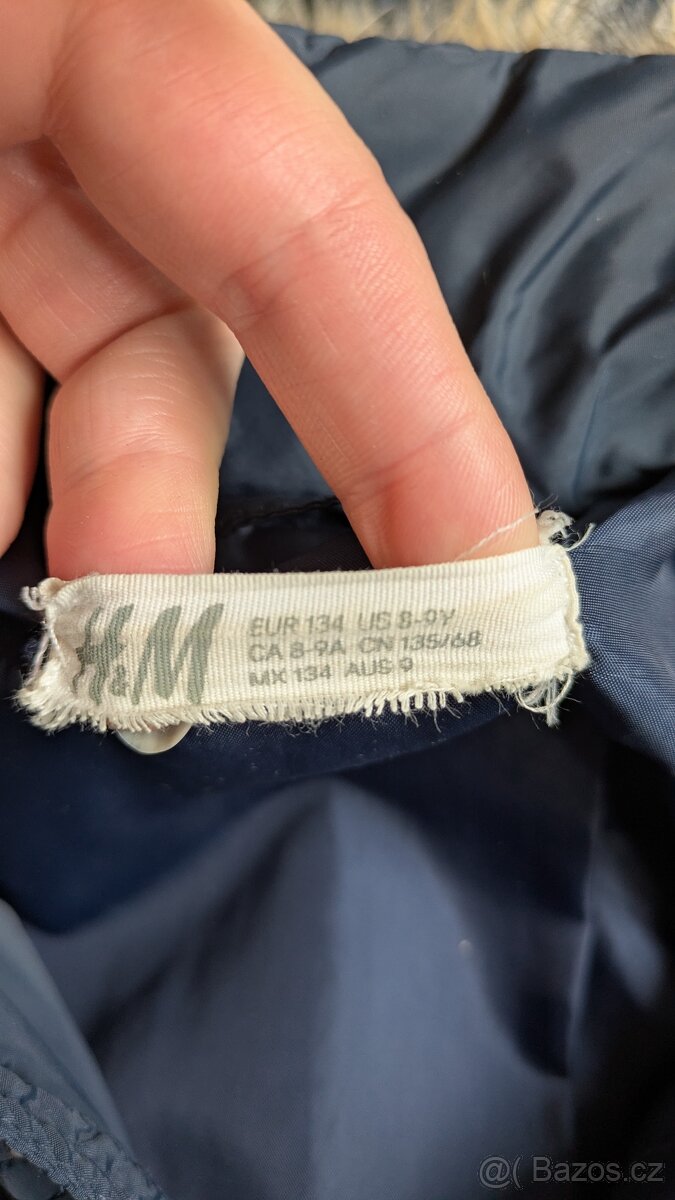 H&M
EUR 134 US 8-9Y
CA 8-9A CN 135/68
MX 134 AUS 9
@( Bazos.cz